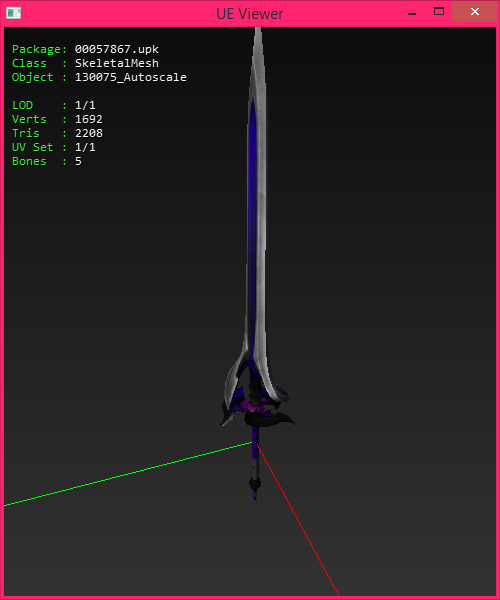 UE Viewer
Package: 00057867.upk
Class  : SkeletalMesh
Object : 130075_Autoscale
LOD    : 1/1
Verts  : 1692
Tris   : 2208
UV Set : 1/1
Bones  : 5